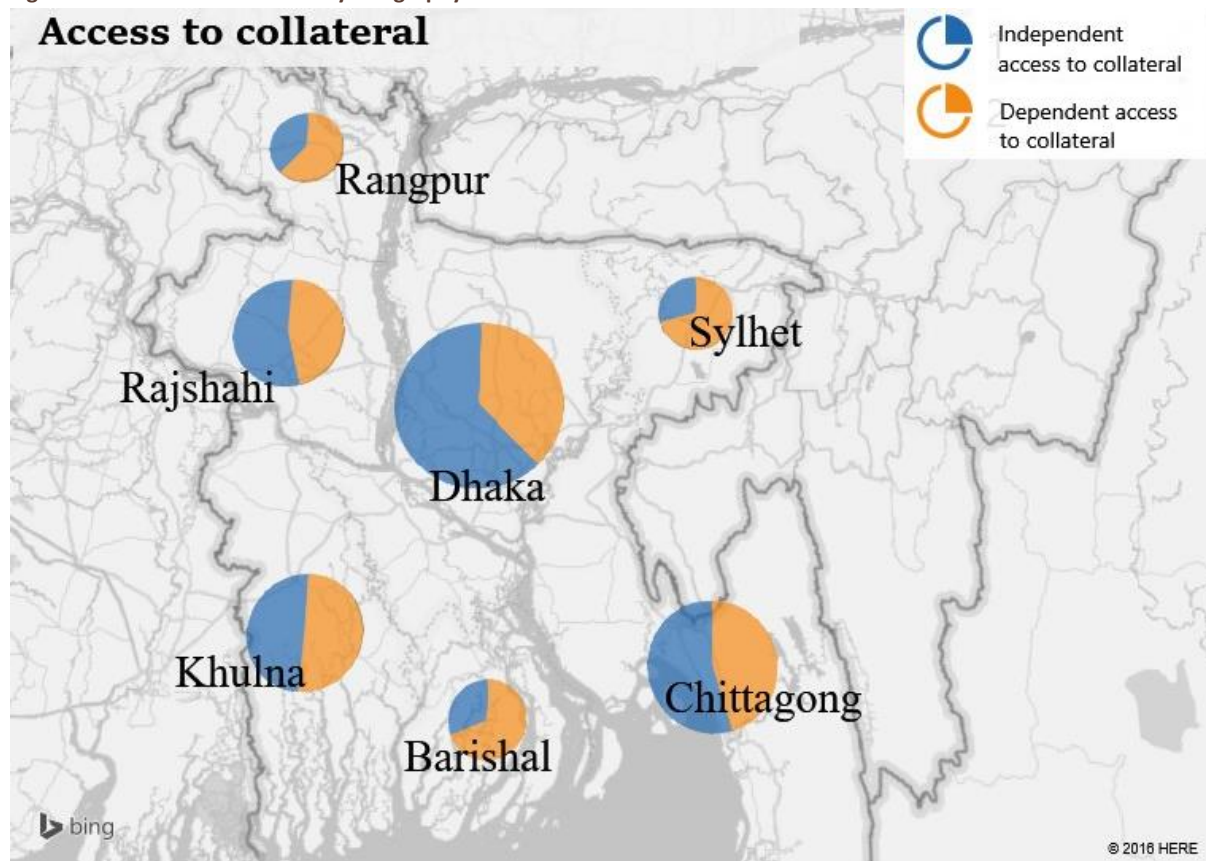 Access to collateral
Independent
access to collateral
Dependent access
to collateral
Rangpur
Sylhet
Rajshahi
Dhaka
Khulna
Chittagong
Barishal
bing
© 2016 HERE